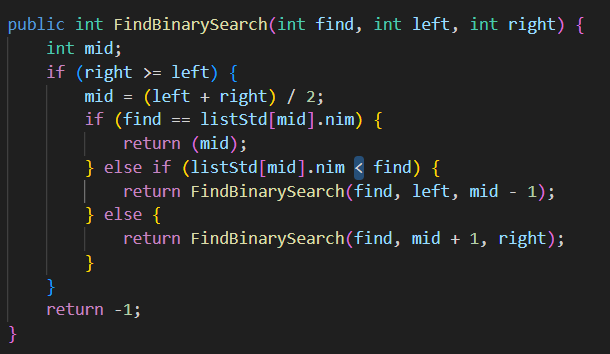 public int FindBinarySearch(int find, int left, int right) {
    int mid;
    if (right >= left) {
        mid = (left + right) / 2;
        if (find == listStd[mid].nim) {
            return (mid);
        } else if (listStd[mid].nim < find) {
            return FindBinarySearch(find, left, mid - 1);
        } else {
            return FindBinarySearch(find, mid + 1, right);
        }
    }
    return -1;
}